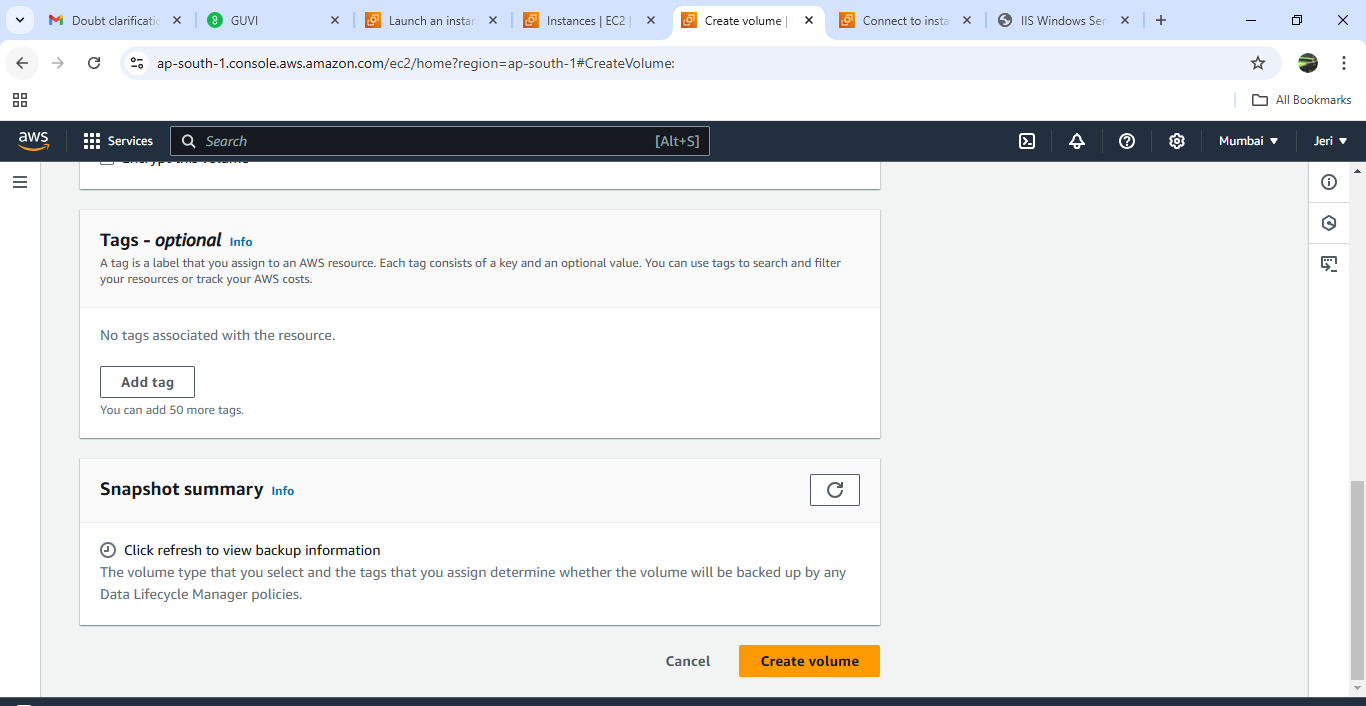 Doubt clarificati
GUVI
Launch an instan
Instances | EC2 |
Create volume |
Connect to insta
IIS Windows Ser
ap-south-1.console.aws.amazon.com/ec2/home?region=ap-south-1#CreateVolume:
All Bookmarks
aws
Services
Search
[Alt+S]
Mumbai
Jeri
Encrypt this volume
Tags - optional Info
A tag is a label that you assign to an AWS resource. Each tag consists of a key and an optional value. You can use tags to search and filter
your resources or track your AWS costs.
No tags associated with the resource.
Add tag
You can add 50 more tags.
Snapshot summary Info
Click refresh to view backup information
The volume type that you select and the tags that you assign determine whether the volume will be backed up by any
Data Lifecycle Manager policies.
Cancel
Create volume